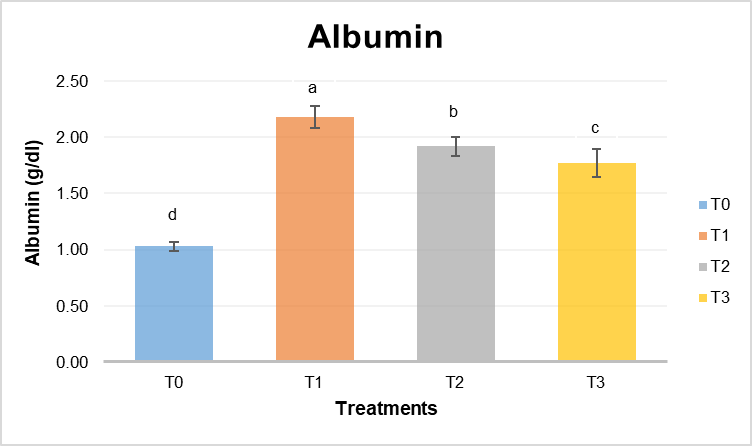 Albumin
2.50
2.00
1.50
1.00
0.50
0.00
Albumin (g/dl)
a
b
c
d
T0
T1
T2
T3
Treatments
T0
T1
T2
T3